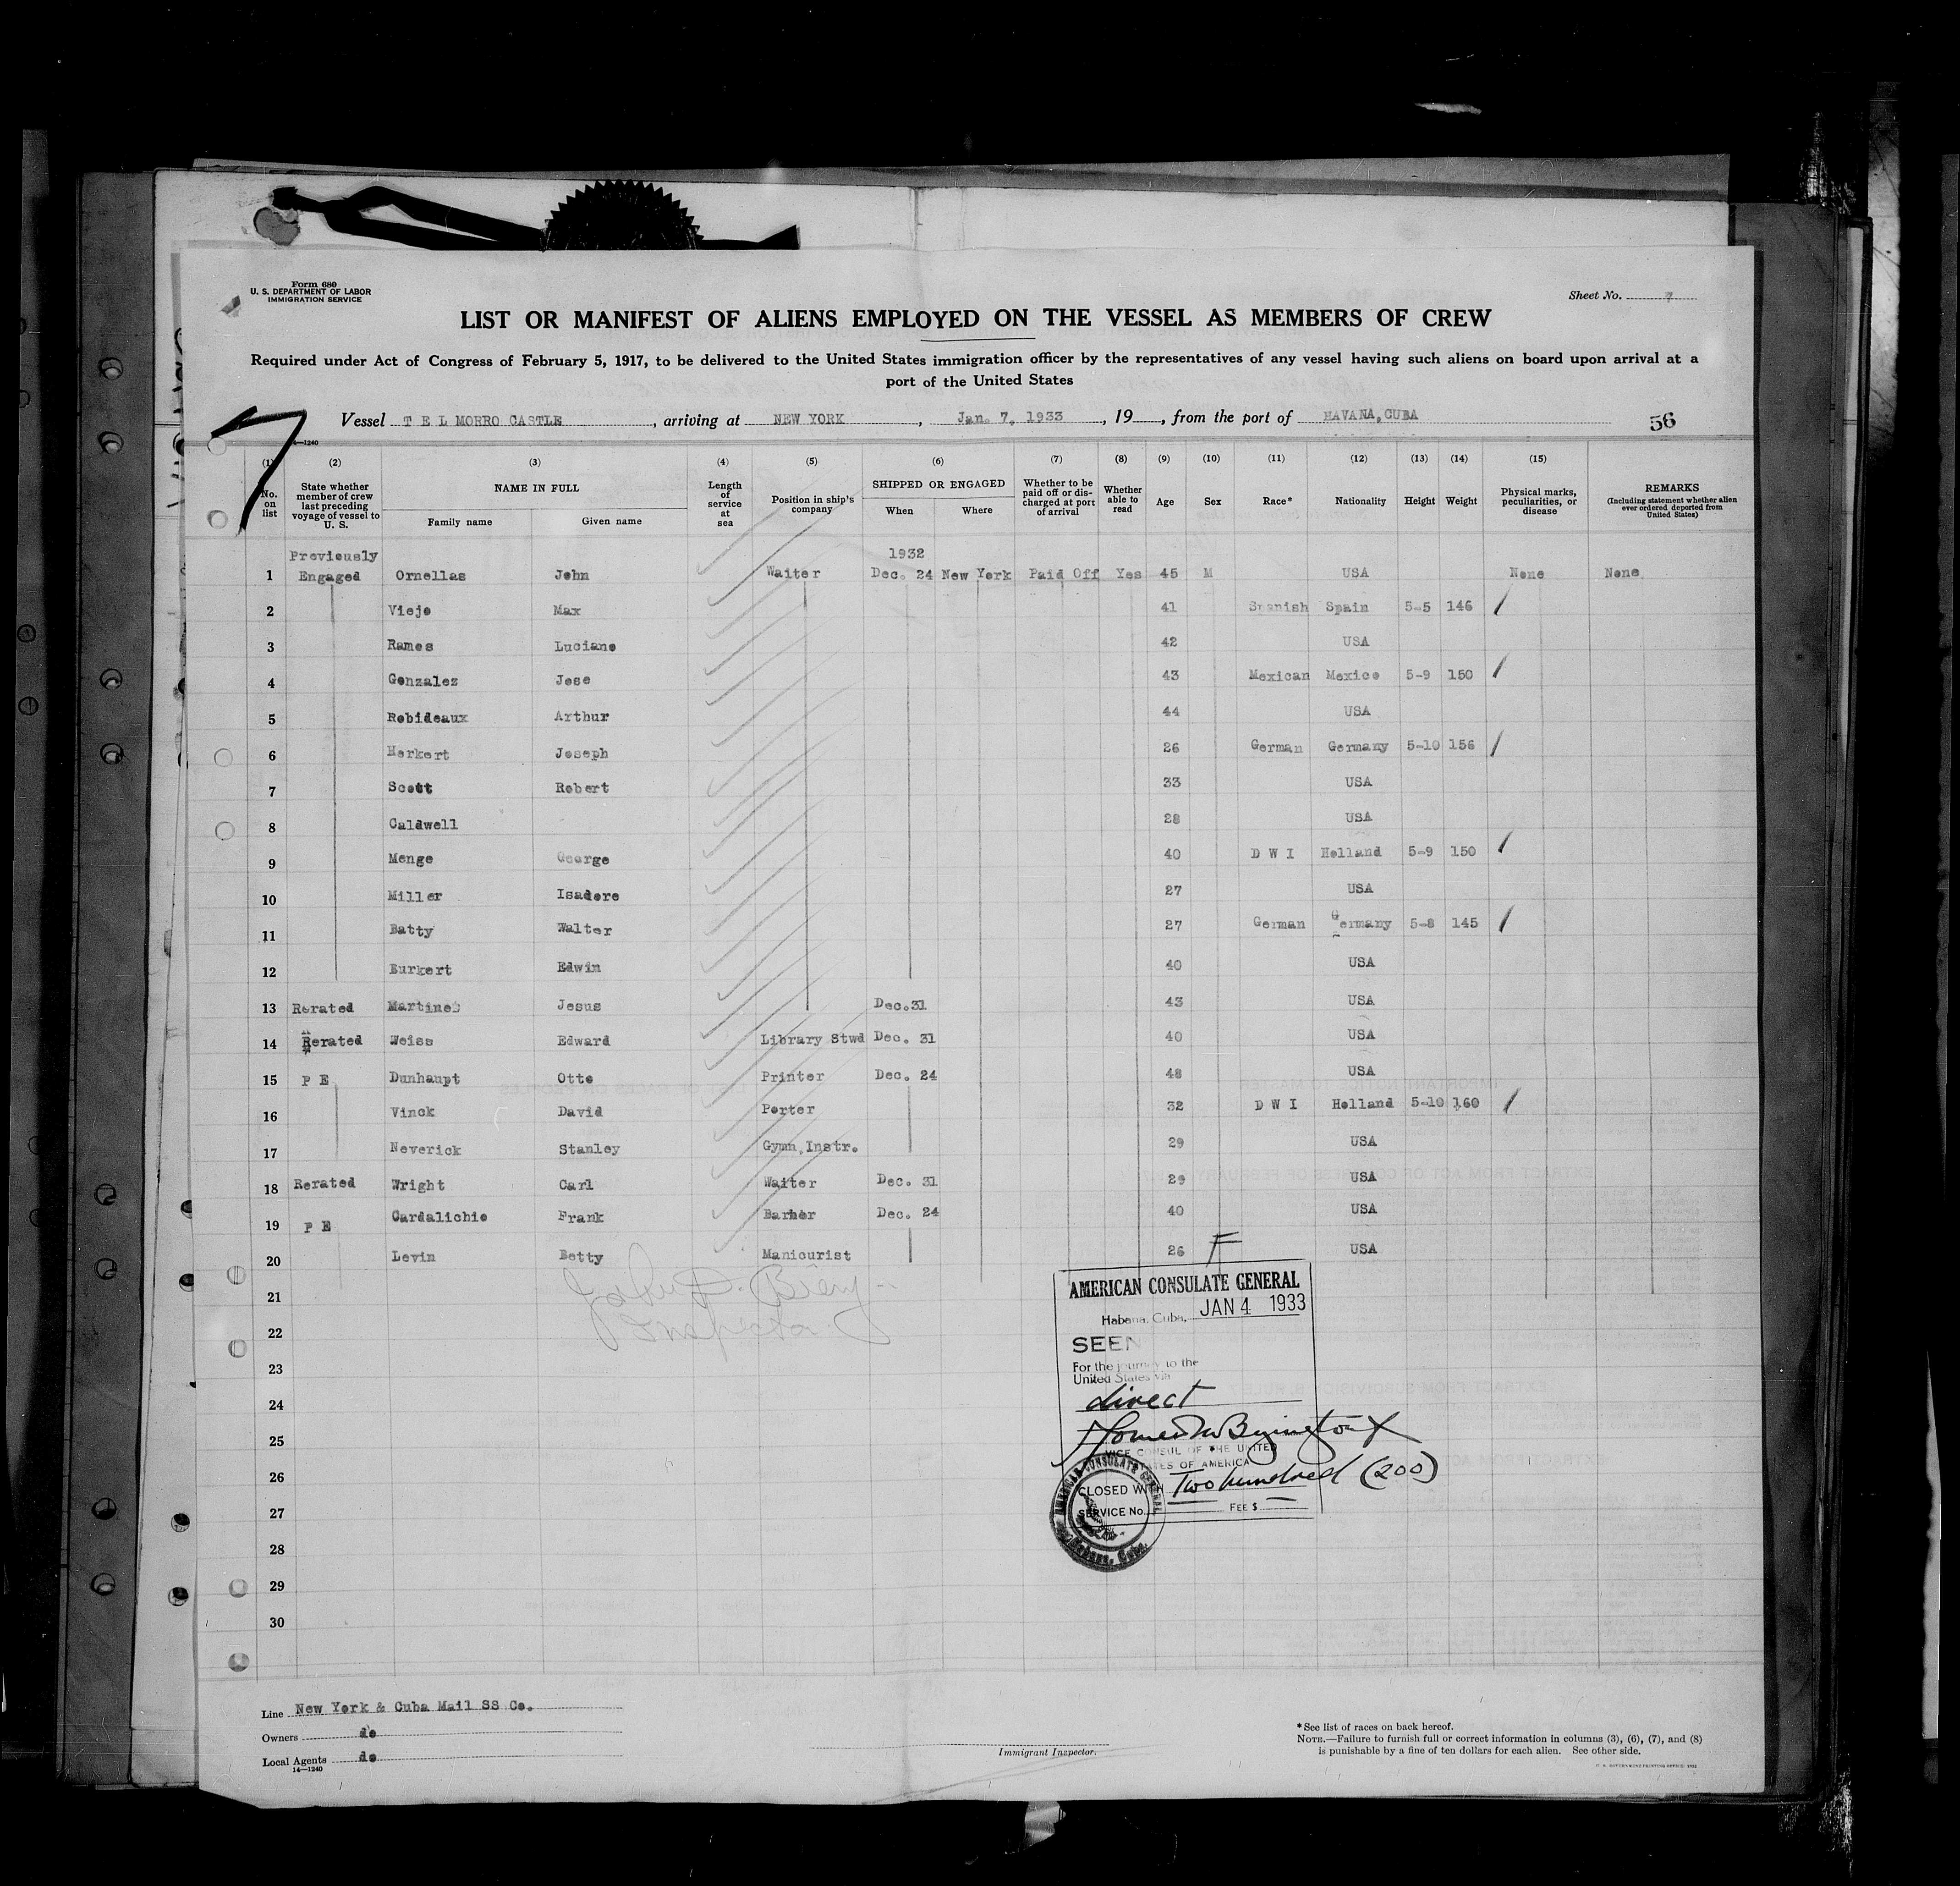 Form 680
U. S. DEPARTMENT OF LABOR
IMMIGRATION SERVICE
Sheet No. 7
LIST OR MANIFEST OF ALIENS EMPLOYED ON THE VESSEL AS MEMBERS OF CREW
Required under Act of Congress of February 5, 1917, to be delivered to the United States immigration officer by the representatives of any vessel having such aliens on board upon arrival at a
port of the United States
7
Vessel T E L MORRO CASTLE, arriving at NEW YORK, Jan. 7, 1933, 19, from the port of HAVANA, CUBA
56
14—1240
(1) (2) (3) (4) (5) (6) (7) (8) (9) (10) (11) (12) (13) (14) (15)
No. on list
State whether member of crew last preceding voyage of vessel to U. S.
NAME IN FULL
Family name
Given name
Length of service at sea
Position in ship's company
SHIPPED OR ENGAGED
When
Where
Whether to be paid off or discharged at port of arrival
Whether able to read
Age
Sex
Race*
Nationality
Height
Weight
Physical marks, peculiarities, or disease
REMARKS
(Including statement whether alien ever ordered deported from United States)
Previously 1932
1 Engaged Ornellas John Waiter Dec. 24 New York Paid Off Yes 45 M USA None None
2 Viejo Max 41 Spanish Spain 5-5 146
3 Rames Luciano 42 USA
4 Gonzalez Jose 43 Mexican Mexico 5-9 150
5 Robideaux Arthur 44 USA
6 Herkert Joseph 26 German Germany 5-10 156
7 Scott Robert 33 USA
8 Caldwell 28 USA
9 Menge George 40 D W I Holland 5-9 150
10 Miller Isadore 27 USA
11 Batty Walter 27 German Germany 5-8 145
12 Burkert Edwin 40 USA
13 Rerated Martinez Jesus Dec.31 43 USA
14 Rerated Weiss Edward Library Stwd Dec. 31 40 USA
15 P E Dunhaupt Otto Printer Dec. 24 48 USA
16 Vinck David Porter 32 D W I Holland 5-10 160
17 Neverick Stanley Gymn.Instr. 29 USA
18 Rerated Wright Carl Waiter Dec. 31 29 USA
19 P E Cardalichio Frank Barber Dec. 24 40 USA
20 Levin Betty Manicurist 26 F USA
21
22
23
24
25
26
27
28
29
30
Inspector
AMERICAN CONSULATE GENERAL
Habana, Cuba, JAN 4 1933
SEEN
For the journey to the
United States via
direct
VICE CONSUL OF THE UNITED
STATES OF AMERICA
CLOSED WITH Two hundred (200)
SERVICE No. FEE $
AMERICAN CONSULATE GENERAL
Habana, Cuba.
Line New York & Cuba Mail SS Co.
Owners do
Local Agents do
14—1240
Immigrant Inspector.
*See list of races on back hereof.
NOTE.—Failure to furnish full or correct information in columns (3), (6), (7), and (8)
is punishable by a fine of ten dollars for each alien. See other side.